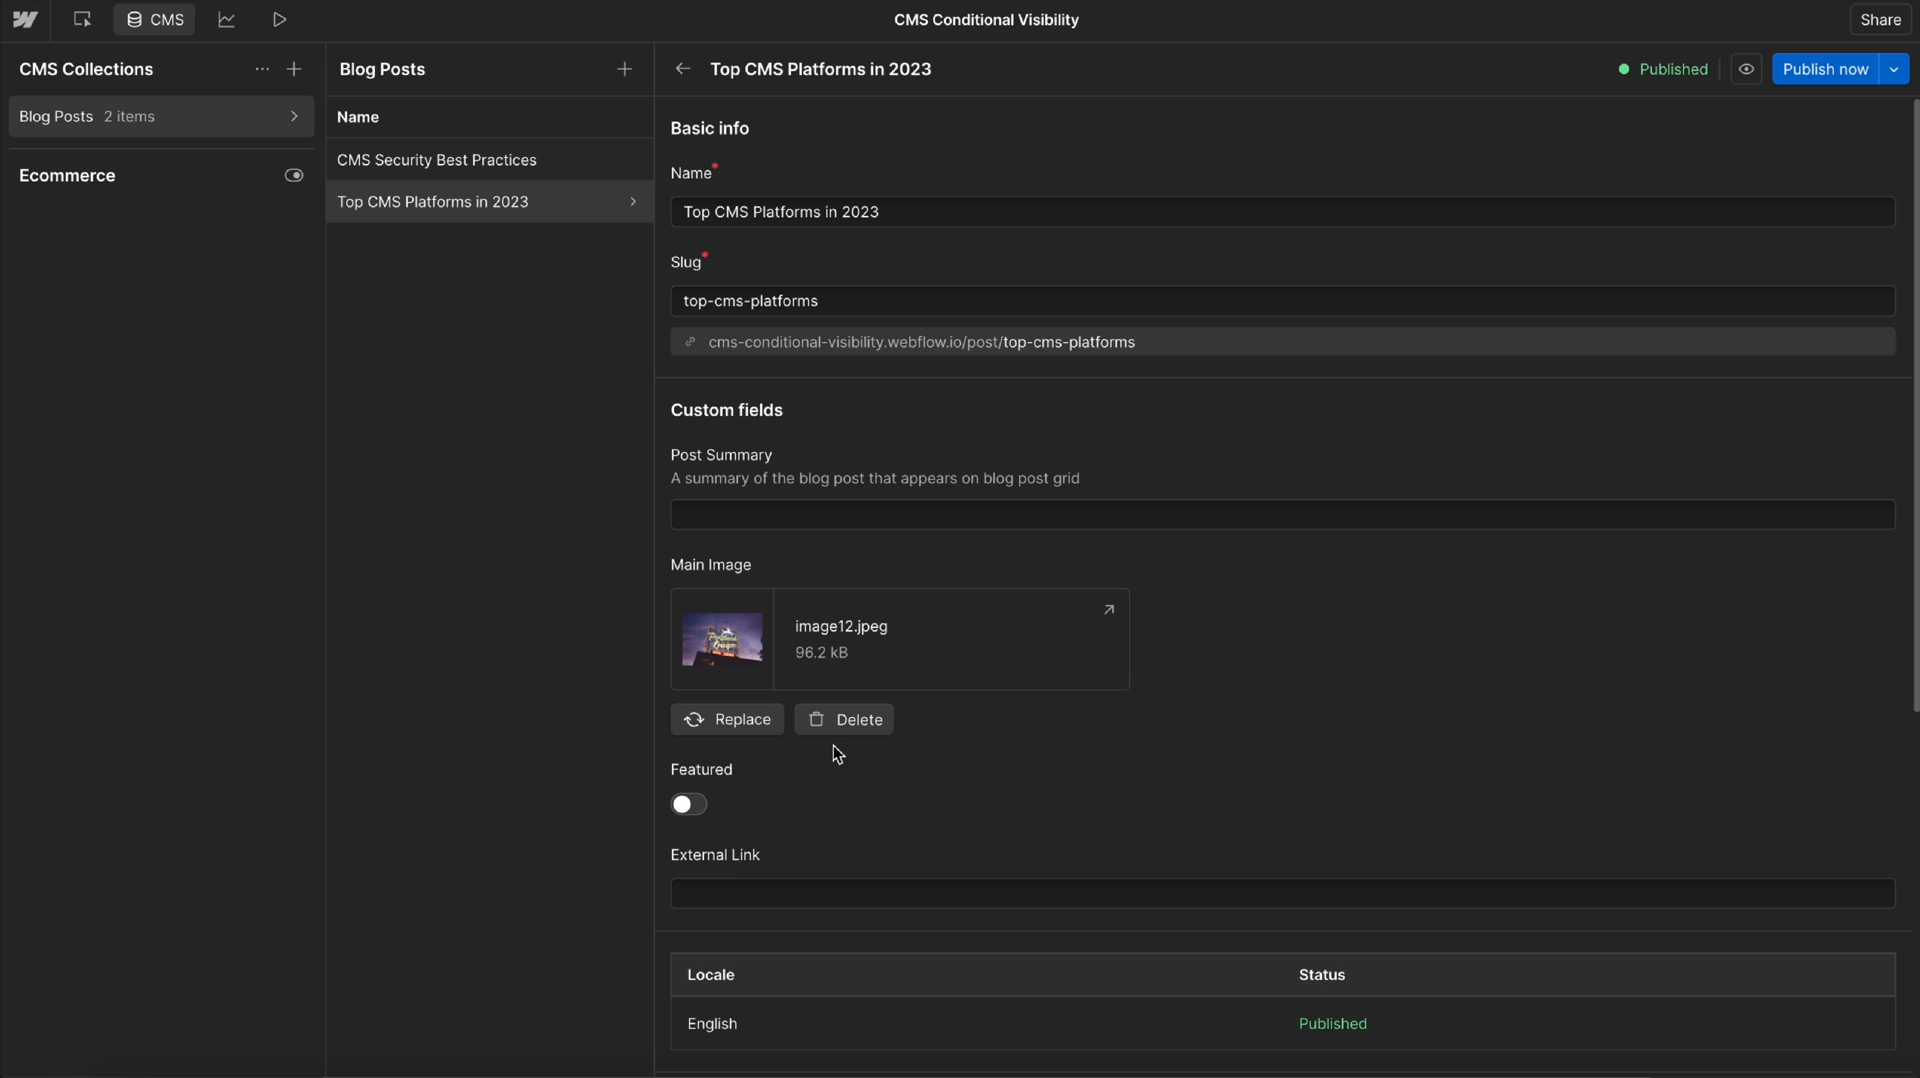 CMS
CMS Conditional Visibility
Share
CMS Collections
Blog Posts 2 items
Ecommerce
Blog Posts
Name
CMS Security Best Practices
Top CMS Platforms in 2023
Top CMS Platforms in 2023
Published
Publish now
Basic info
Name*
Top CMS Platforms in 2023
Slug*
top-cms-platforms
cms-conditional-visibility.webflow.io/post/top-cms-platforms
Custom fields
Post Summary
A summary of the blog post that appears on blog post grid
Main Image
image12.jpeg
96.2 kB
Replace
Delete
Featured
External Link
Locale Status
English Published